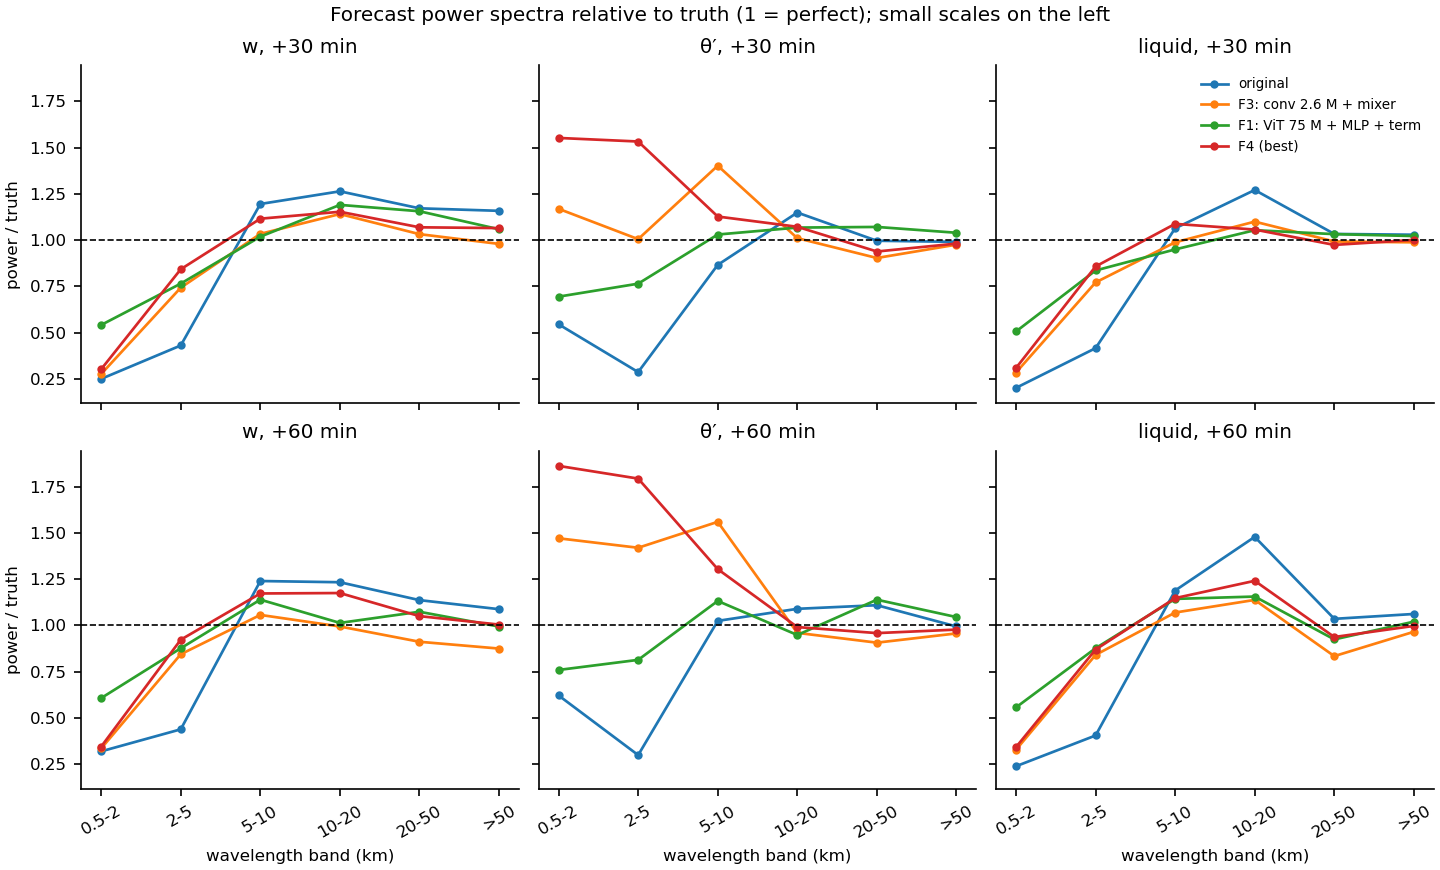 Forecast power spectra relative to truth (1 = perfect); small scales on the left
w, +30 min
θ′, +30 min
liquid, +30 min
power / truth
1.75
1.50
1.25
1.00
0.75
0.50
0.25
original
F3: conv 2.6 M + mixer
F1: ViT 75 M + MLP + term
F4 (best)
w, +60 min
θ′, +60 min
liquid, +60 min
power / truth
1.75
1.50
1.25
1.00
0.75
0.50
0.25
0.5-2 2-5 5-10 10-20 20-50 >50
0.5-2 2-5 5-10 10-20 20-50 >50
0.5-2 2-5 5-10 10-20 20-50 >50
wavelength band (km)
wavelength band (km)
wavelength band (km)